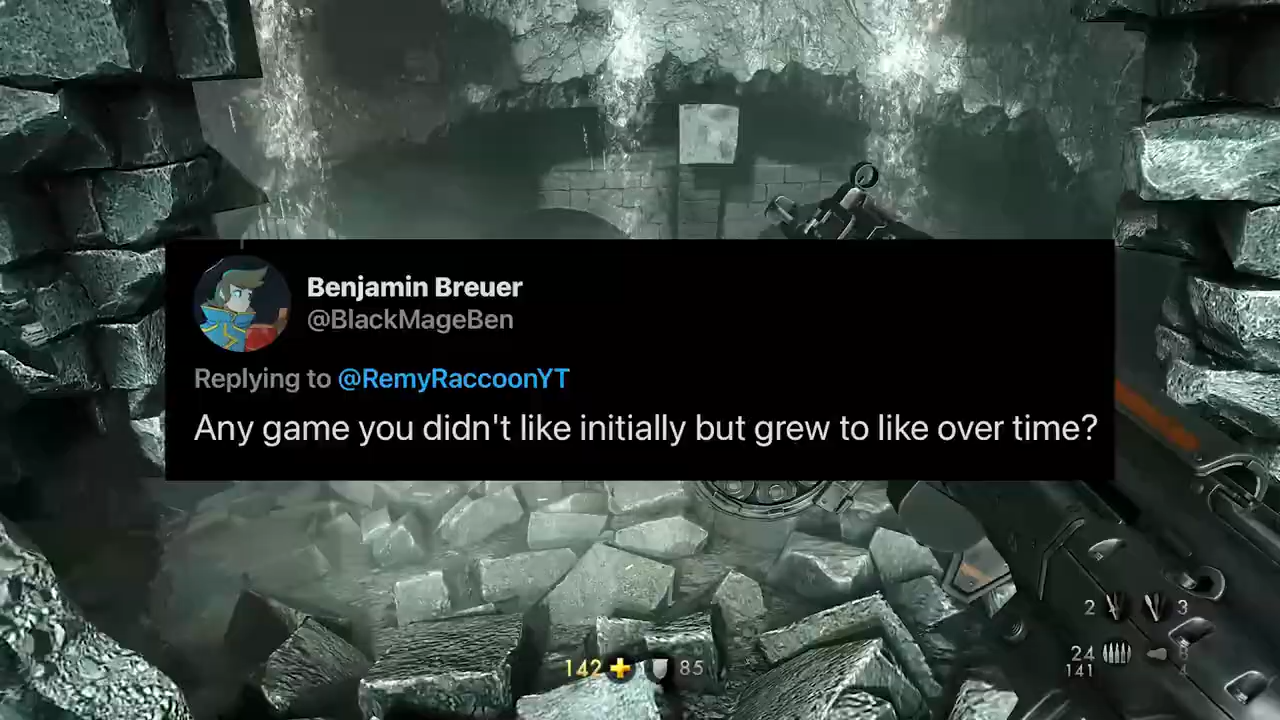 Benjamin Breuer
@BlackMageBen
Replying to @RemyRaccoonYT
Any game you didn't like initially but grew to like over time?
2 3
24
141
142 85